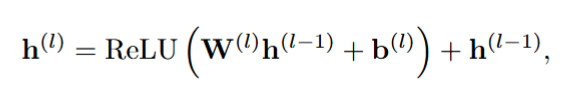 h⁽ˡ⁾ = ReLU (W⁽ˡ⁾h⁽ˡ⁻¹⁾ + b⁽ˡ⁾) + h⁽ˡ⁻¹⁾,